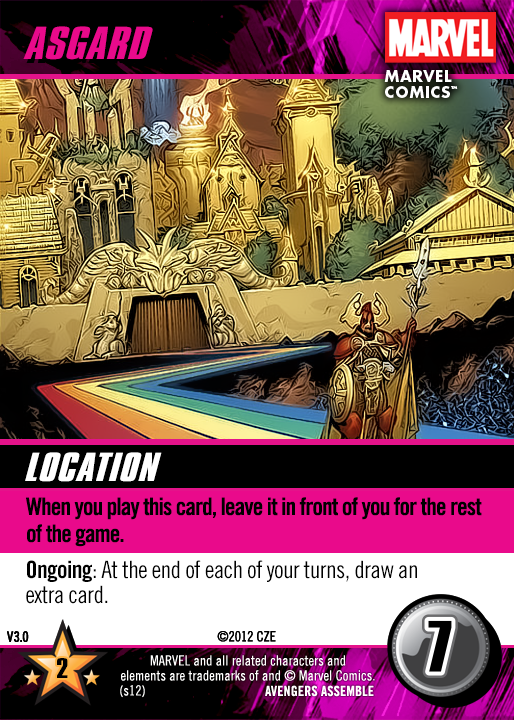 ASGARD
MARVEL
MARVEL
COMICS™
LOCATION
When you play this card, leave it in front of you for the rest
of the game.
Ongoing: At the end of each of your turns, draw an
extra card.
V3.0
©2012 CZE
2
7
MARVEL and all related characters and
elements are trademarks of and © Marvel Comics.
(s12)
AVENGERS ASSEMBLE